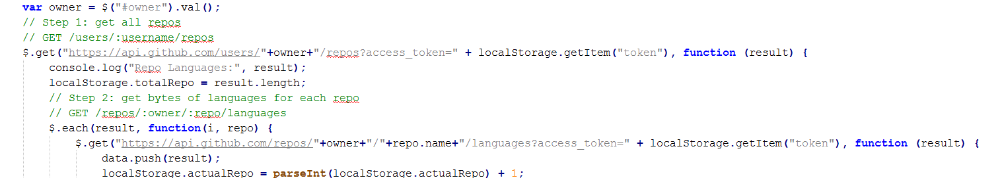 var owner = $("#owner").val();
// Step 1: get all repos
// GET /users/:username/repos
$.get("https://api.github.com/users/"+owner+"/repos?access_token=" + localStorage.getItem("token"), function (result) {
console.log("Repo Languages:", result);
localStorage.totalRepo = result.length;
// Step 2: get bytes of languages for each repo
// GET /repos/:owner/:repo/languages
$.each(result, function(i, repo) {
$.get("https://api.github.com/repos/"+owner+"/"+repo.name+"/languages?access_token=" + localStorage.getItem("token"), function (result) {
data.push(result);
localStorage.actualRepo = parseInt(localStorage.actualRepo) + 1;